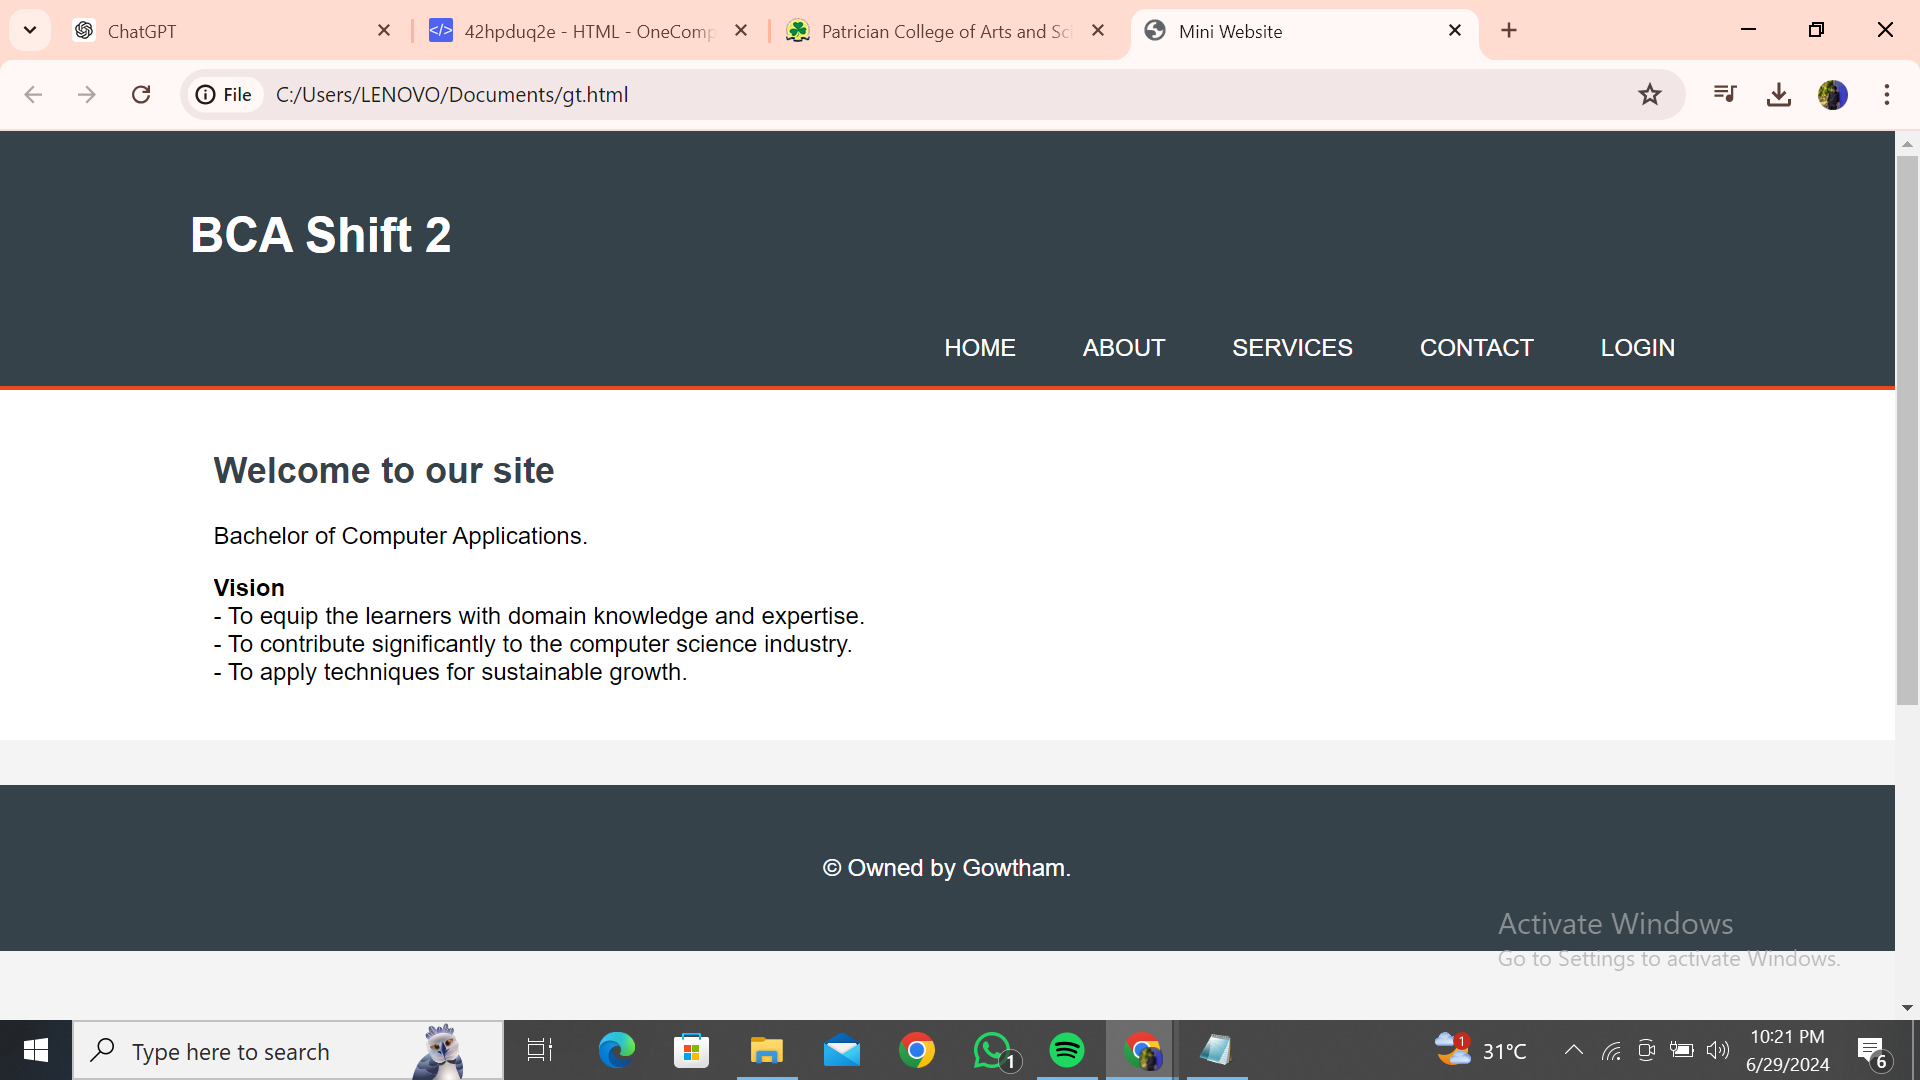 ChatGPT
42hpduq2e - HTML - OneComp
Patrician College of Arts and Sci
Mini Website
File
C:/Users/LENOVO/Documents/gt.html
BCA Shift 2
HOME ABOUT SERVICES CONTACT LOGIN
Welcome to our site
Bachelor of Computer Applications.
Vision
- To equip the learners with domain knowledge and expertise.
- To contribute significantly to the computer science industry.
- To apply techniques for sustainable growth.
© Owned by Gowtham.
Activate Windows
Go to Settings to activate Windows.
Type here to search
1
1
31°C
10:21 PM
6/29/2024
6